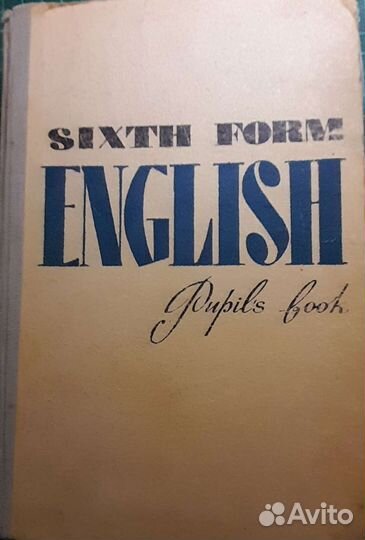 SIXTH FORM
ENGLISH
Pupil's book
Avito